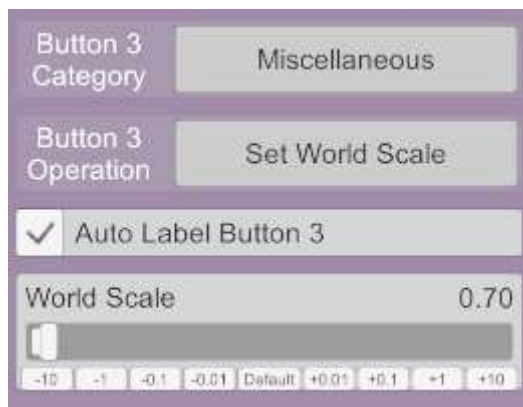 Button 3
Category
Miscellaneous
Button 3
Operation
Set World Scale
Auto Label Button 3
World Scale 0.70
-10 -1 -0.1 -0.01 Default +0.01 +0.1 +1 +10